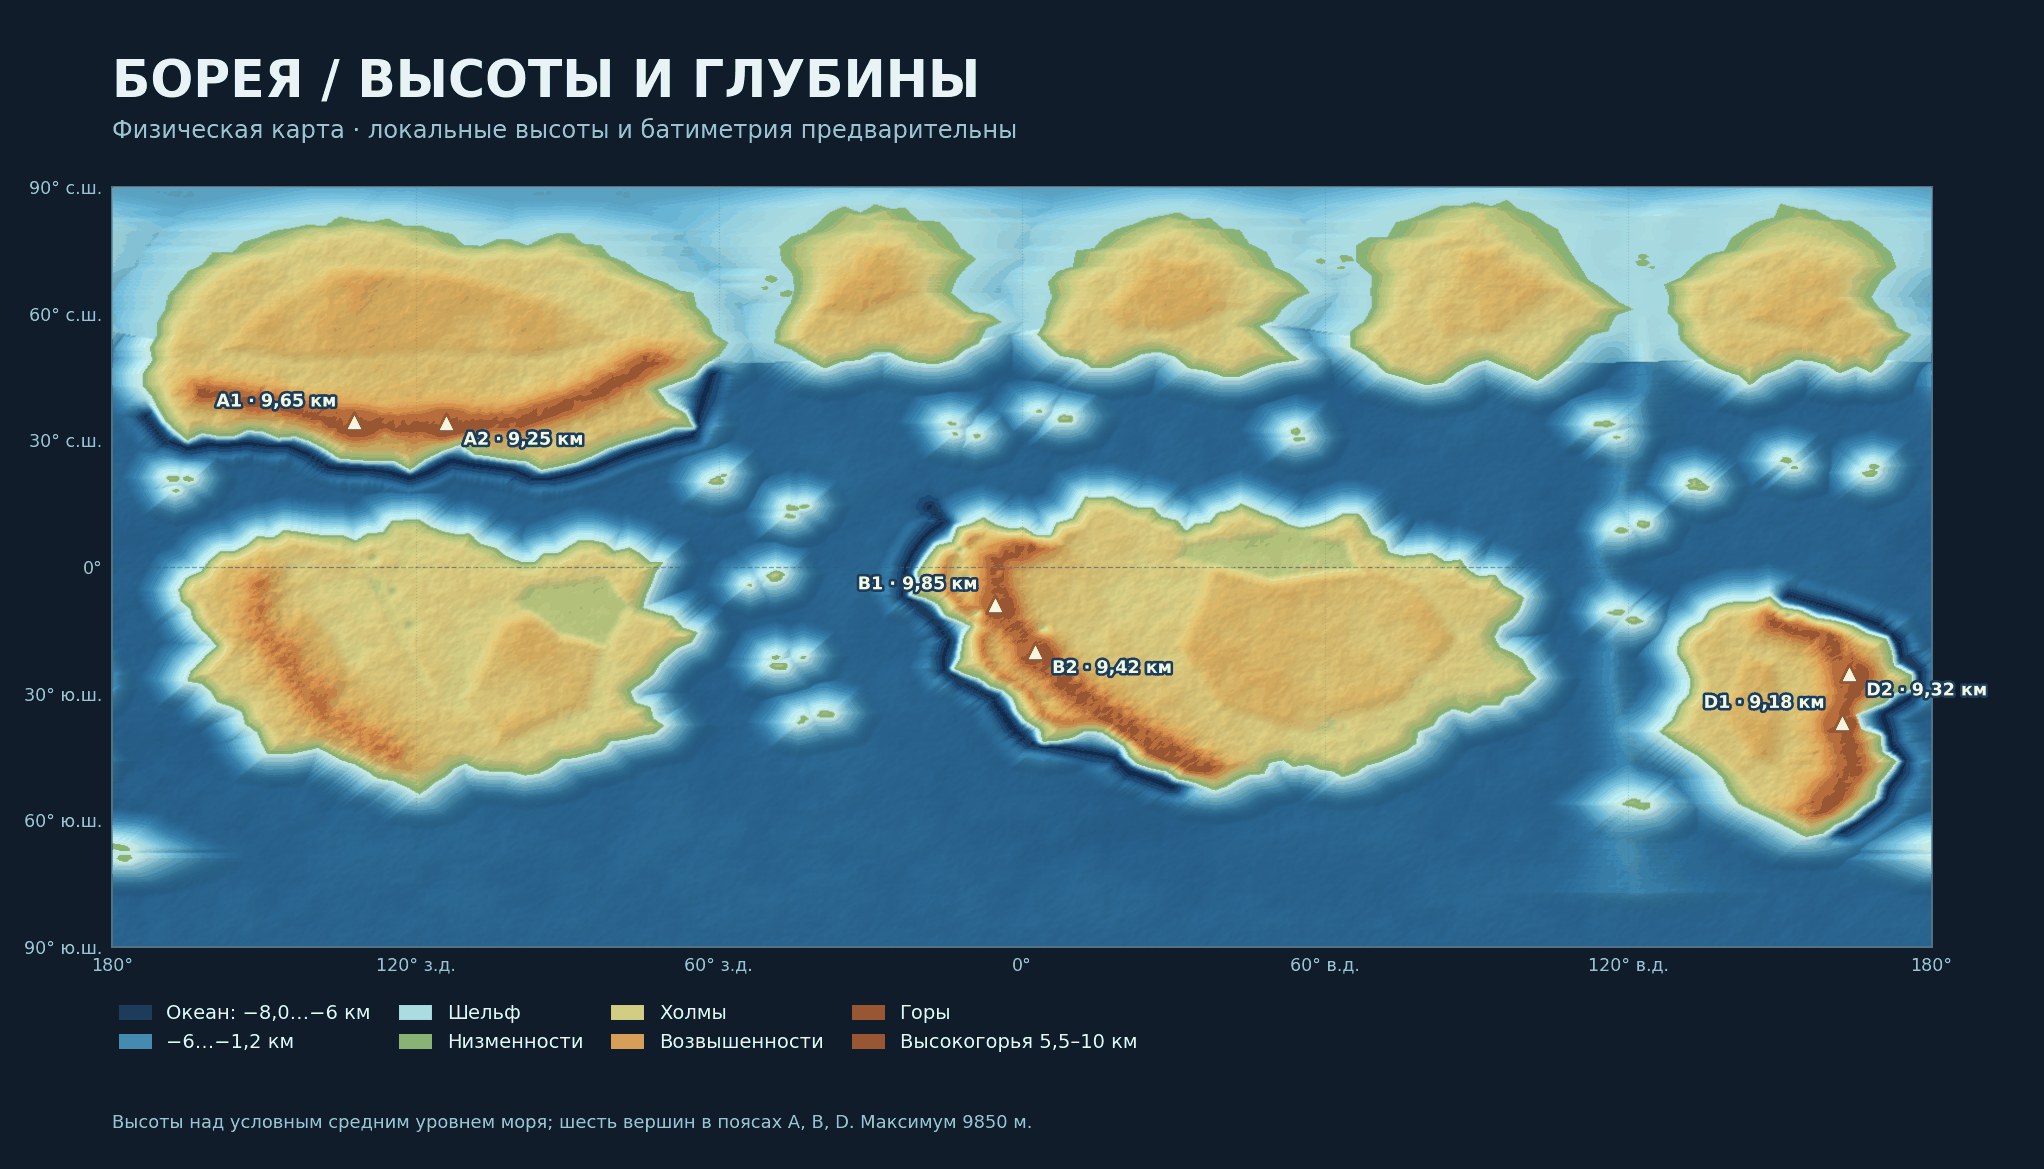 БОРЕЯ / ВЫСОТЫ И ГЛУБИНЫ
Физическая карта · локальные высоты и батиметрия предварительны
90° с.ш.
60° с.ш.
A1 · 9,65 км
30° с.ш.
A2 · 9,25 км
0°
B1 · 9,85 км
B2 · 9,42 км
30° ю.ш.
D2 · 9,32 км
D1 · 9,18 км
60° ю.ш.
90° ю.ш.
180° 120° з.д. 60° з.д. 0° 60° в.д. 120° в.д. 180°
Океан: −8,0…−6 км Шельф Холмы Горы
−6…−1,2 км Низменности Возвышенности Высокогорья 5,5–10 км
Высоты над условным средним уровнем моря; шесть вершин в поясах A, B, D. Максимум 9850 м.